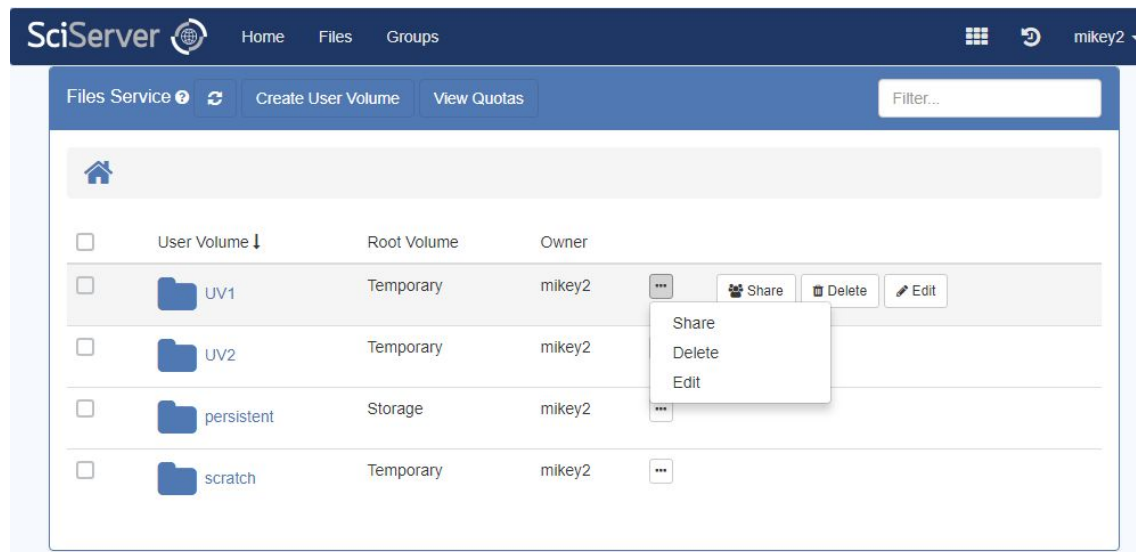 SciServer Home Files Groups mikey2
Files Service Create User Volume View Quotas Filter...
User Volume Root Volume Owner
UV1 Temporary mikey2 Share Delete Edit
Share
Delete
Edit
UV2 Temporary mikey2
persistent Storage mikey2
scratch Temporary mikey2